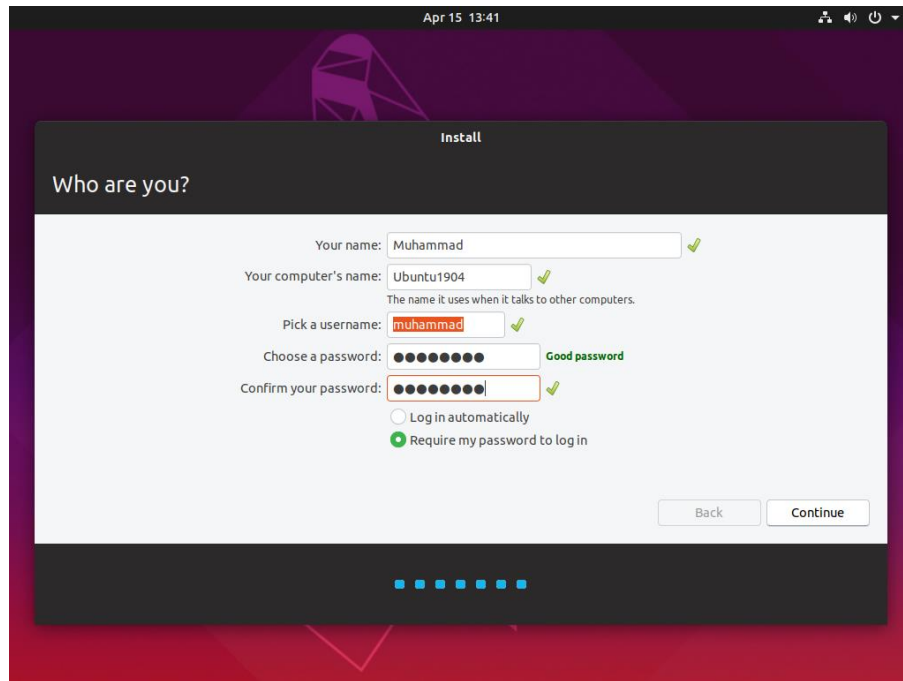 Apr 15 13:41
Install
Who are you?
Your name: Muhammad
Your computer's name: Ubuntu1904
The name it uses when it talks to other computers.
Pick a username: muhammad
Choose a password: ●●●●●●●● Good password
Confirm your password: ●●●●●●●●
Log in automatically
Require my password to log in
Back Continue